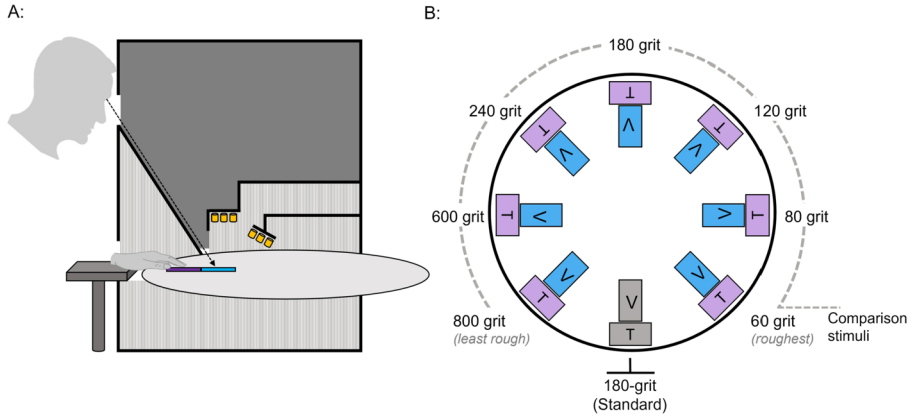 A:
B:
180 grit
240 grit
120 grit
T
V
T
V
T
V
600 grit
T
V
V
T
80 grit
V
T
V
T
V
T
800 grit
(least rough)
60 grit
(roughest)
Comparison
stimuli
180-grit
(Standard)